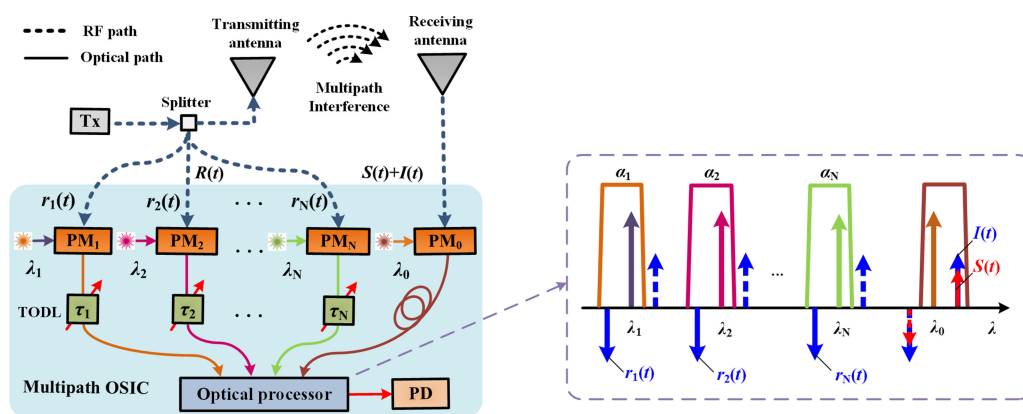 RF path
Optical path
Transmitting
antenna
Receiving
antenna
Multipath
Interference
Splitter
Tx
R(t)
S(t)+I(t)
r1(t)
r2(t)
. . .
rN(t)
PM1
PM2
. . .
PMN
PM0
λ1
λ2
λN
λ0
TODL
τ1
τ2
. . .
τN
Multipath OSIC
Optical processor
PD
α1
α2
αN
I(t)
S(t)
...
λ1
λ2
λN
λ0
λ
r1(t)
r2(t)
rN(t)